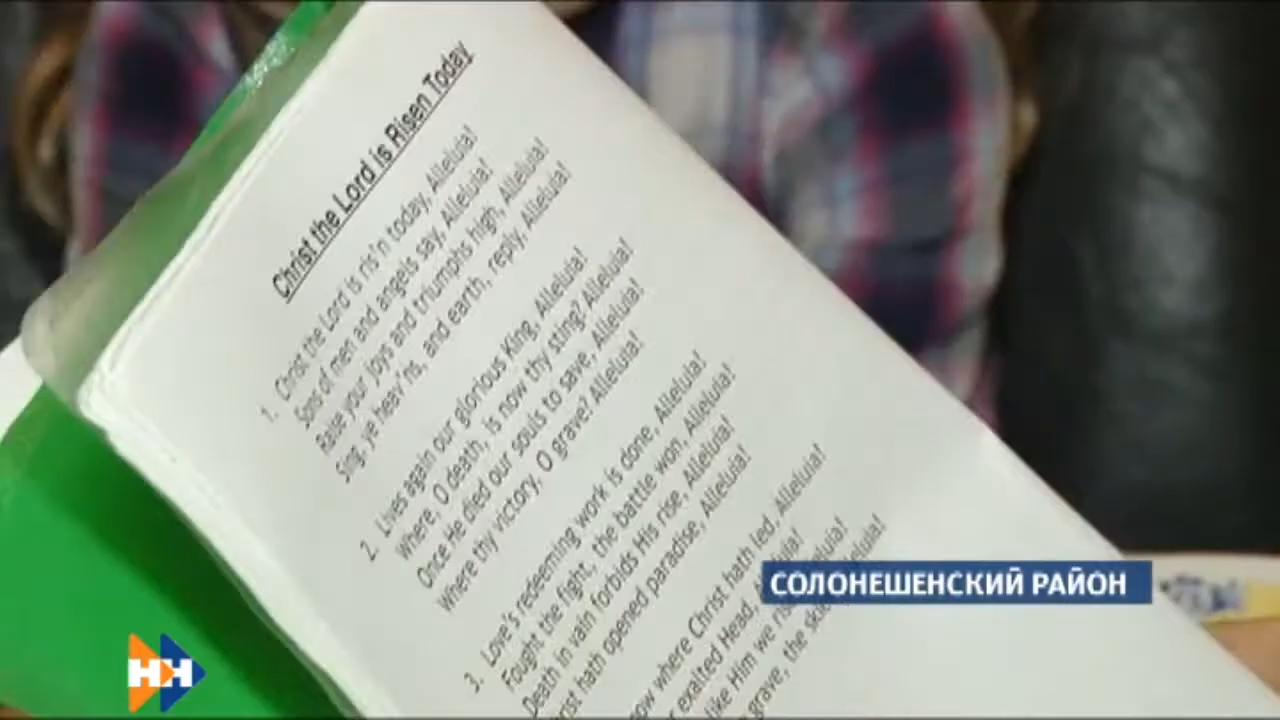 Christ the Lord is Risen Today
1. Christ the Lord is ris'n today, Alleluia!
Sons of men and angels say, Alleluia!
Raise your joys and triumphs high, Alleluia!
Sing, ye heav'ns, and earth, reply, Alleluia!
2. Lives again our glorious King, Alleluia!
Where, O death, is now thy sting? Alleluia!
Once He died our souls to save, Alleluia!
Where thy victory, O grave? Alleluia!
3. Love's redeeming work is done, Alleluia!
Fought the fight, the battle won, Alleluia!
Death in vain forbids His rise, Alleluia!
hath opened paradise, Alleluia!
where Christ hath led, Alleluia!
exalted Head,
like Him we
grave, the
СОЛОНЕШЕНСКИЙ РАЙОН
НН